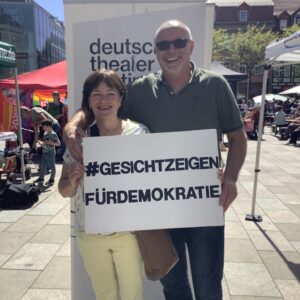 deutsch
theater
#GESICHTZEIGEN
FÜRDEMOKRATIE